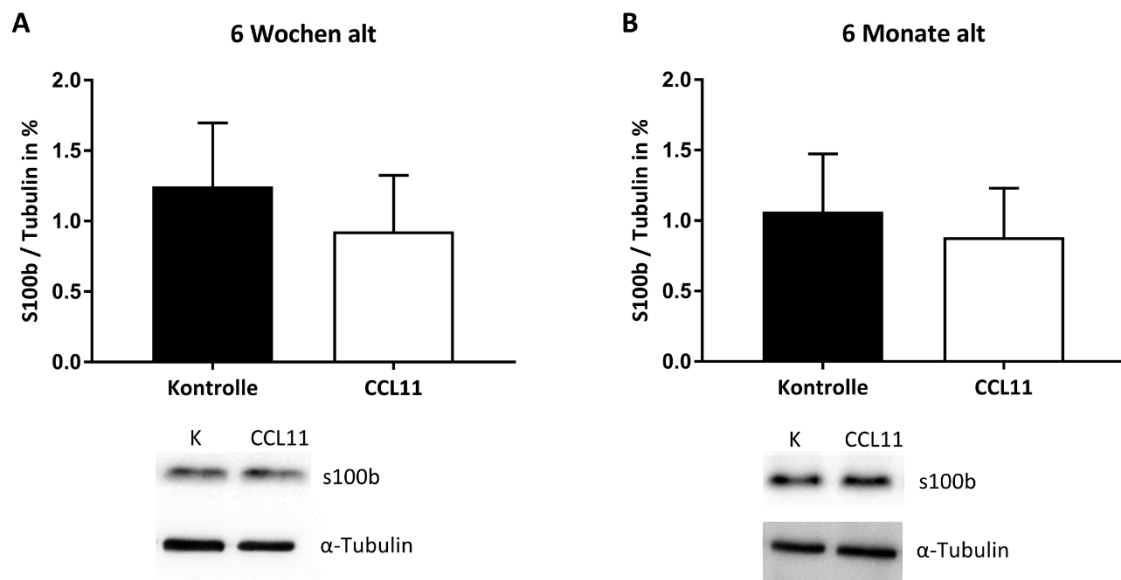 A
6 Wochen alt
S100b / Tubulin in %
2.0
1.5
1.0
0.5
0.0
Kontrolle CCL11
K CCL11
s100b
α-Tubulin
B
6 Monate alt
S100b / Tubulin in %
2.0
1.5
1.0
0.5
0.0
Kontrolle CCL11
K CCL11
s100b
α-Tubulin